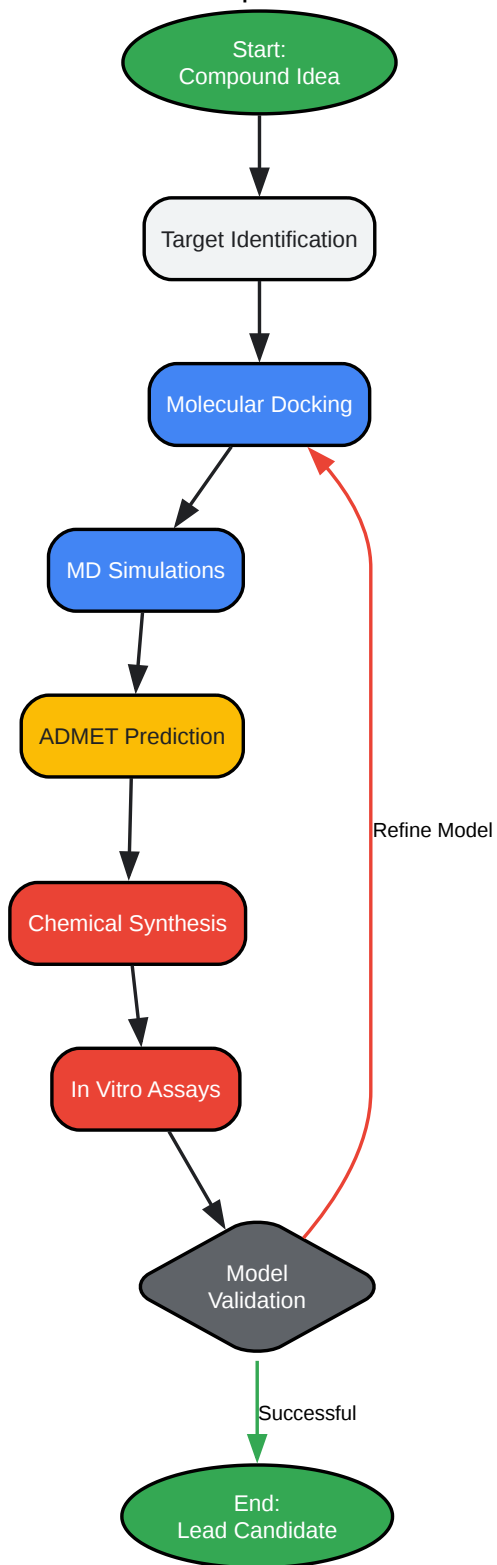 Start:
Compound Idea
Target Identification
Molecular Docking
MD Simulations
ADMET Prediction
Refine Model
Chemical Synthesis
In Vitro Assays
Model
Validation
Successful
End:
Lead Candidate